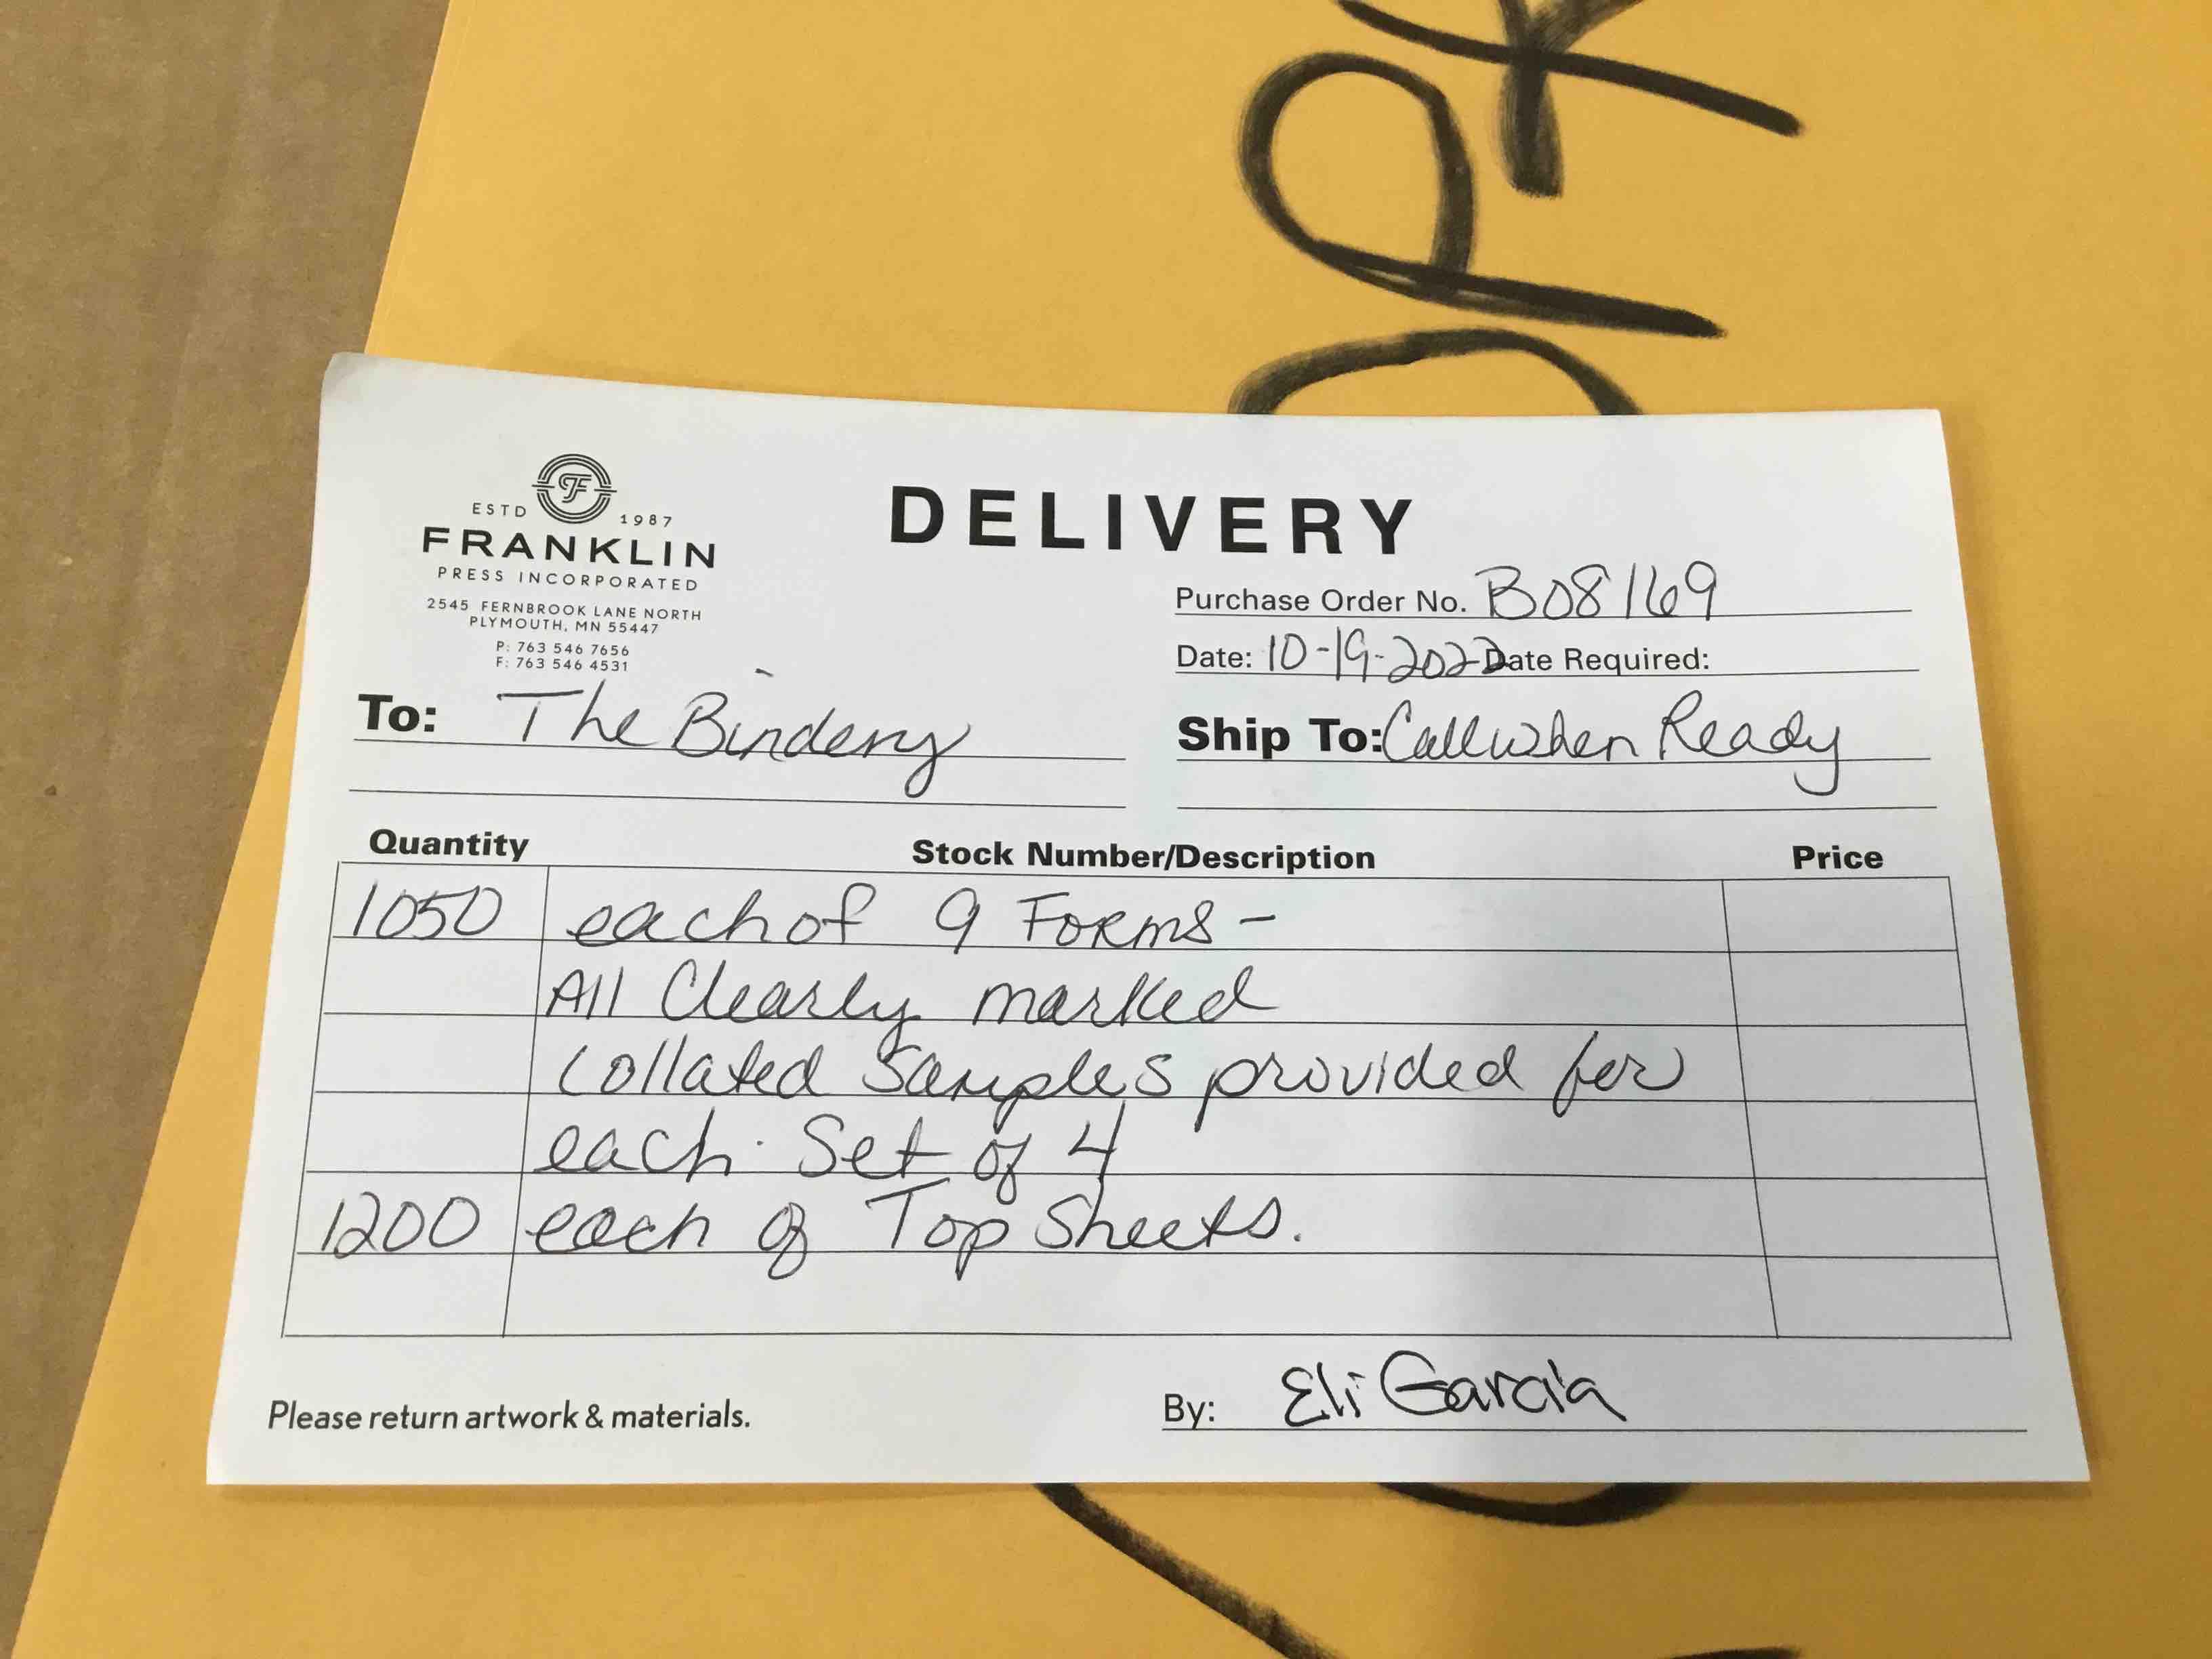 ESTD 1987
FRANKLIN
PRESS INCORPORATED
2545 FERNBROOK LANE NORTH
PLYMOUTH, MN 55447
P: 763 546 7656
F: 763 546 4531
DELIVERY
Purchase Order No. B08169
Date: 10-19-2022 Date Required:
To: The Bindery
Ship To: Call when Ready
Quantity Stock Number/Description Price
1050 each of 9 Forms -
All Clearly marked
Collated Samples provided for
each Set of 4
1200 each of Top Sheets.
Please return artwork & materials.
By: Eli Garcia